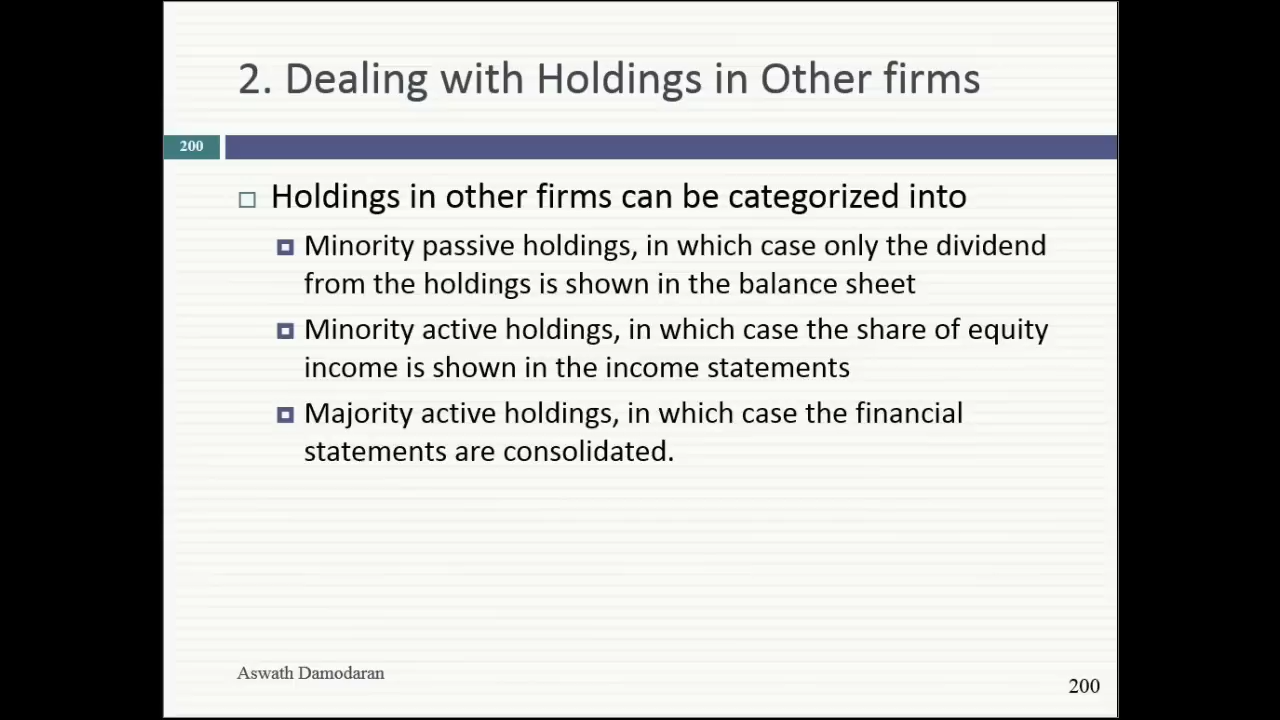 2. Dealing with Holdings in Other firms
200
Holdings in other firms can be categorized into
Minority passive holdings, in which case only the dividend
from the holdings is shown in the balance sheet
Minority active holdings, in which case the share of equity
income is shown in the income statements
Majority active holdings, in which case the financial
statements are consolidated.
Aswath Damodaran
200